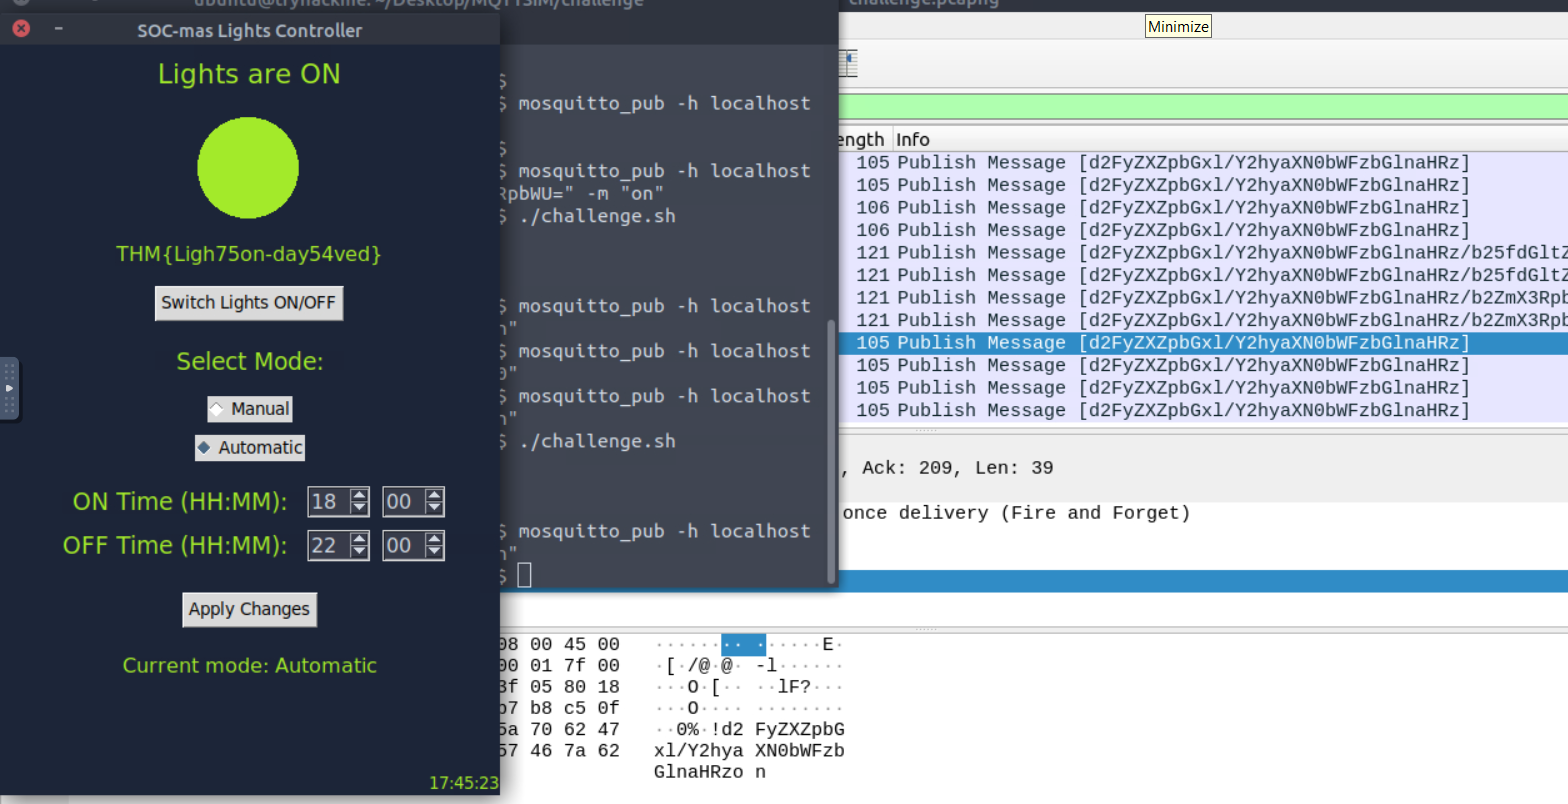 SOC-mas Lights Controller
Lights are ON
THM{Ligh75on-day54ved}
Switch Lights ON/OFF
Select Mode:
Manual
Automatic
ON Time (HH:MM): 18 00
OFF Time (HH:MM): 22 00
Apply Changes
Current mode: Automatic
17:45:23
ubuntu@tryhackme: ~/Desktop/MQTTSIM/challenge
$
$ mosquitto_pub -h localhost
$
$ mosquitto_pub -h localhost
RpbWU=" -m "on"
$ ./challenge.sh
$ mosquitto_pub -h localhost
n"
$ mosquitto_pub -h localhost
$ mosquitto_pub -h localhost
n"
$ ./challenge.sh
$ mosquitto_pub -h localhost
n"
$
challenge.pcapng
Minimize
ength Info
105 Publish Message [d2FyZXZpbGxl/Y2hyaXN0bWFzbGlnaHRz]
105 Publish Message [d2FyZXZpbGxl/Y2hyaXN0bWFzbGlnaHRz]
106 Publish Message [d2FyZXZpbGxl/Y2hyaXN0bWFzbGlnaHRz]
106 Publish Message [d2FyZXZpbGxl/Y2hyaXN0bWFzbGlnaHRz]
121 Publish Message [d2FyZXZpbGxl/Y2hyaXN0bWFzbGlnaHRz/b25fdGltZ
121 Publish Message [d2FyZXZpbGxl/Y2hyaXN0bWFzbGlnaHRz/b25fdGltZ
121 Publish Message [d2FyZXZpbGxl/Y2hyaXN0bWFzbGlnaHRz/b2ZmX3Rpb
121 Publish Message [d2FyZXZpbGxl/Y2hyaXN0bWFzbGlnaHRz/b2ZmX3Rpb
105 Publish Message [d2FyZXZpbGxl/Y2hyaXN0bWFzbGlnaHRz]
105 Publish Message [d2FyZXZpbGxl/Y2hyaXN0bWFzbGlnaHRz]
105 Publish Message [d2FyZXZpbGxl/Y2hyaXN0bWFzbGlnaHRz]
105 Publish Message [d2FyZXZpbGxl/Y2hyaXN0bWFzbGlnaHRz]
, Ack: 209, Len: 39
once delivery (Fire and Forget)
08 00 45 00 ·······. ·.·····E·
00 01 7f 00 ·[·/@·@· -l······
3f 05 80 18 ···O·[·· ··lF?···
b7 b8 c5 0f ···O···· ········
5a 70 62 47 ··0%·!d2 FyZXZpbG
57 46 7a 62 xl/Y2hya XN0bWFzb
GlnaHRzo n